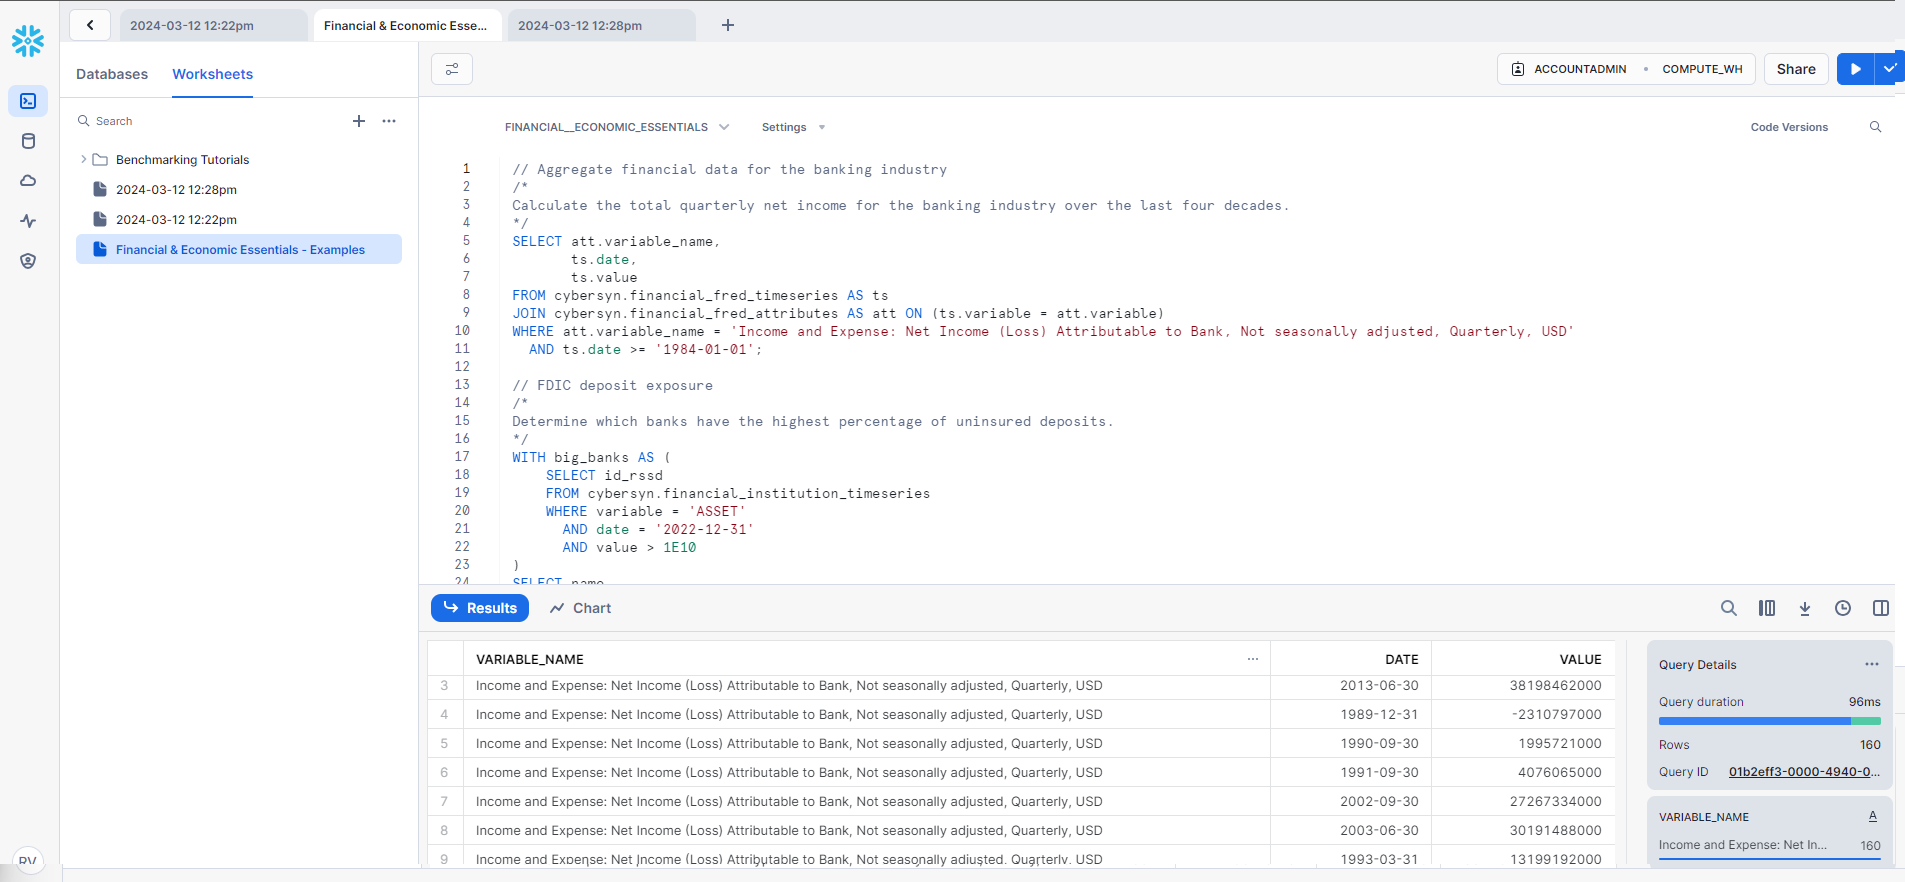 2024-03-12 12:22pm
Financial & Economic Esse...
2024-03-12 12:28pm
Databases
Worksheets
ACCOUNTADMIN
COMPUTE_WH
Share
Search
Benchmarking Tutorials
2024-03-12 12:28pm
2024-03-12 12:22pm
Financial & Economic Essentials - Examples
FINANCIAL__ECONOMIC_ESSENTIALS
Settings
Code Versions
1 // Aggregate financial data for the banking industry
2 /*
3 Calculate the total quarterly net income for the banking industry over the last four decades.
4 */
5 SELECT att.variable_name,
6 ts.date,
7 ts.value
8 FROM cybersyn.financial_fred_timeseries AS ts
9 JOIN cybersyn.financial_fred_attributes AS att ON (ts.variable = att.variable)
10 WHERE att.variable_name = 'Income and Expense: Net Income (Loss) Attributable to Bank, Not seasonally adjusted, Quarterly, USD'
11 AND ts.date >= '1984-01-01';
12
13 // FDIC deposit exposure
14 /*
15 Determine which banks have the highest percentage of uninsured deposits.
16 */
17 WITH big_banks AS (
18 SELECT id_rssd
19 FROM cybersyn.financial_institution_timeseries
20 WHERE variable = 'ASSET'
21 AND date = '2022-12-31'
22 AND value > 1E10
23 )
24 SELECT name
Results
Chart
VARIABLE_NAME ... DATE VALUE
3 Income and Expense: Net Income (Loss) Attributable to Bank, Not seasonally adjusted, Quarterly, USD 2013-06-30 38198462000
4 Income and Expense: Net Income (Loss) Attributable to Bank, Not seasonally adjusted, Quarterly, USD 1989-12-31 -2310797000
5 Income and Expense: Net Income (Loss) Attributable to Bank, Not seasonally adjusted, Quarterly, USD 1990-09-30 1995721000
6 Income and Expense: Net Income (Loss) Attributable to Bank, Not seasonally adjusted, Quarterly, USD 1991-09-30 4076065000
7 Income and Expense: Net Income (Loss) Attributable to Bank, Not seasonally adjusted, Quarterly, USD 2002-09-30 27267334000
8 Income and Expense: Net Income (Loss) Attributable to Bank, Not seasonally adjusted, Quarterly, USD 2003-06-30 30191488000
9 Income and Expense: Net Income (Loss) Attributable to Bank, Not seasonally adjusted, Quarterly, USD 1993-03-31 13199192000
Query Details ...
Query duration 96ms
Rows 160
Query ID 01b2eff3-0000-4940-0...
VARIABLE_NAME A
Income and Expense: Net In... 160
RV